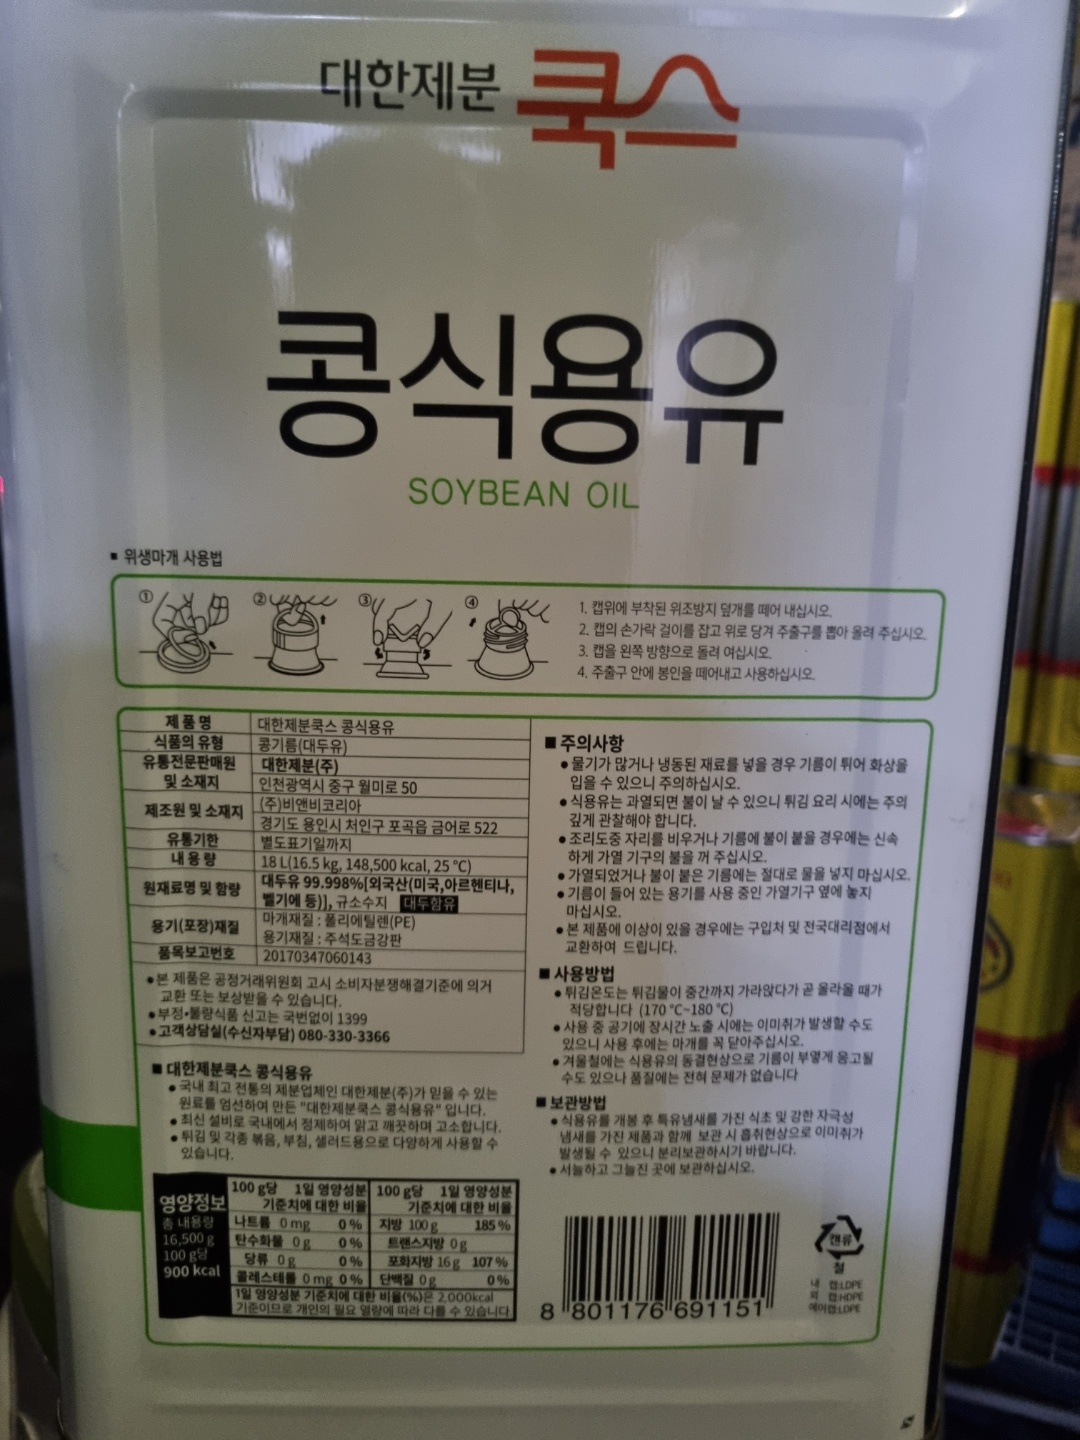 대한제분 쿡스
콩식용유
SOYBEAN OIL
▪ 위생마개 사용법
① ② ③ ④
1. 캡위에 부착된 위조방지 덮개를 떼어 내십시오.
2. 캡의 손가락 걸이를 잡고 위로 당겨 주출구를 뽑아 올려 주십시오.
3. 캡을 왼쪽 방향으로 돌려 여십시오.
4. 주출구 안에 봉인을 떼어내고 사용하십시오.
제 품 명 대한제분쿡스 콩식용유
식품의 유형 콩기름(대두유)
유통전문판매원 및 소재지 대한제분(주)
인천광역시 중구 월미로 50
제조원 및 소재지 (주)비앤비코리아
경기도 용인시 처인구 포곡읍 금어로 522
유통기한 별도표기일까지
내 용 량 18 L(16.5 kg, 148,500 kcal, 25 ℃)
원재료명 및 함량 대두유 99.998%[외국산(미국,아르헨티나,
벨기에 등)], 규소수지 대두함유
용기(포장)재질 마개재질 : 폴리에틸렌(PE)
용기재질 : 주석도금강판
품목보고번호 20170347060143
●본 제품은 공정거래위원회 고시 소비자분쟁해결기준에 의거
교환 또는 보상받을 수 있습니다.
●부정•불량식품 신고는 국번없이 1399
●고객상담실(수신자부담) 080-330-3366
■ 대한제분쿡스 콩식용유
● 국내 최고 전통의 제분업체인 대한제분(주)가 믿을 수 있는
원료를 엄선하여 만든 "대한제분쿡스 콩식용유" 입니다.
● 최신 설비로 국내에서 정제하여 맑고 깨끗하며 고소합니다.
● 튀김 및 각종 볶음, 부침, 샐러드용으로 다양하게 사용할 수
있습니다.
영양정보
총 내용량
16,500 g
100 g당
900 kcal
100 g당 1일 영양성분 기준치에 대한 비율 100 g당 1일 영양성분 기준치에 대한 비율
나트륨 0 mg 0 % 지방 100 g 185 %
탄수화물 0 g 0 % 트랜스지방 0 g
당류 0 g 0 % 포화지방 16 g 107 %
콜레스테롤 0 mg 0 % 단백질 0 g 0 %
1일 영양성분 기준치에 대한 비율(%)은 2,000kcal
기준이므로 개인의 필요 열량에 따라 다를 수 있습니다.
■ 주의사항
● 물기가 많거나 냉동된 재료를 넣을 경우 기름이 튀어 화상을
입을 수 있으니 주의하십시오.
● 식용유는 과열되면 불이 날 수 있으니 튀김 요리 시에는 주의
깊게 관찰해야 합니다.
● 조리도중 자리를 비우거나 기름에 불이 붙을 경우에는 신속
하게 가열 기구의 불을 꺼 주십시오.
● 가열되었거나 불이 붙은 기름에는 절대로 물을 넣지 마십시오.
● 기름이 들어 있는 용기를 사용 중인 가열기구 옆에 놓지
마십시오.
● 본 제품에 이상이 있을 경우에는 구입처 및 전국대리점에서
교환하여 드립니다.
■ 사용방법
● 튀김온도는 튀김물이 중간까지 가라앉다가 곧 올라올 때가
적당합니다 (170 ℃~180 ℃)
● 사용 중 공기에 장시간 노출 시에는 이미취가 발생할 수도
있으니 사용 후에는 마개를 꼭 닫아주십시오.
● 겨울철에는 식용유의 동결현상으로 기름이 부옇게 응고될
수도 있으나 품질에는 전혀 문제가 없습니다
■ 보관방법
● 식용유를 개봉 후 특유냄새를 가진 식초 및 강한 자극성
냄새를 가진 제품과 함께 보관 시 흡취현상으로 이미취가
발생될 수 있으니 분리보관하시기 바랍니다.
● 서늘하고 그늘진 곳에 보관하십시오.
8 801176 691151
캔류
철
내 캡:LDPE
외 캡:HDPE
에어캡:LDPE